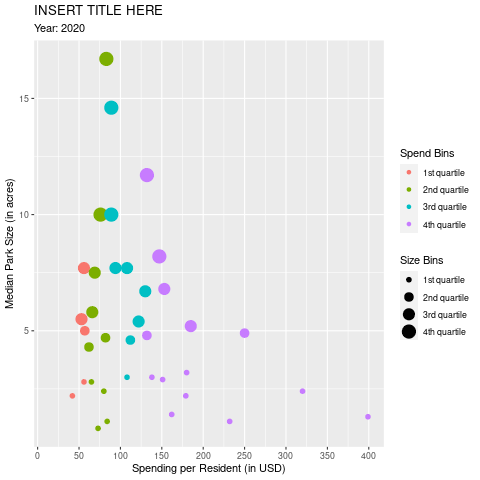 INSERT TITLE HERE
Year: 2020
Median Park Size (in acres)
15
10
5
0 50 100 150 200 250 300 350 400
Spending per Resident (in USD)
Spend Bins
1st quartile
2nd quartile
3rd quartile
4th quartile
Size Bins
1st quartile
2nd quartile
3rd quartile
4th quartile